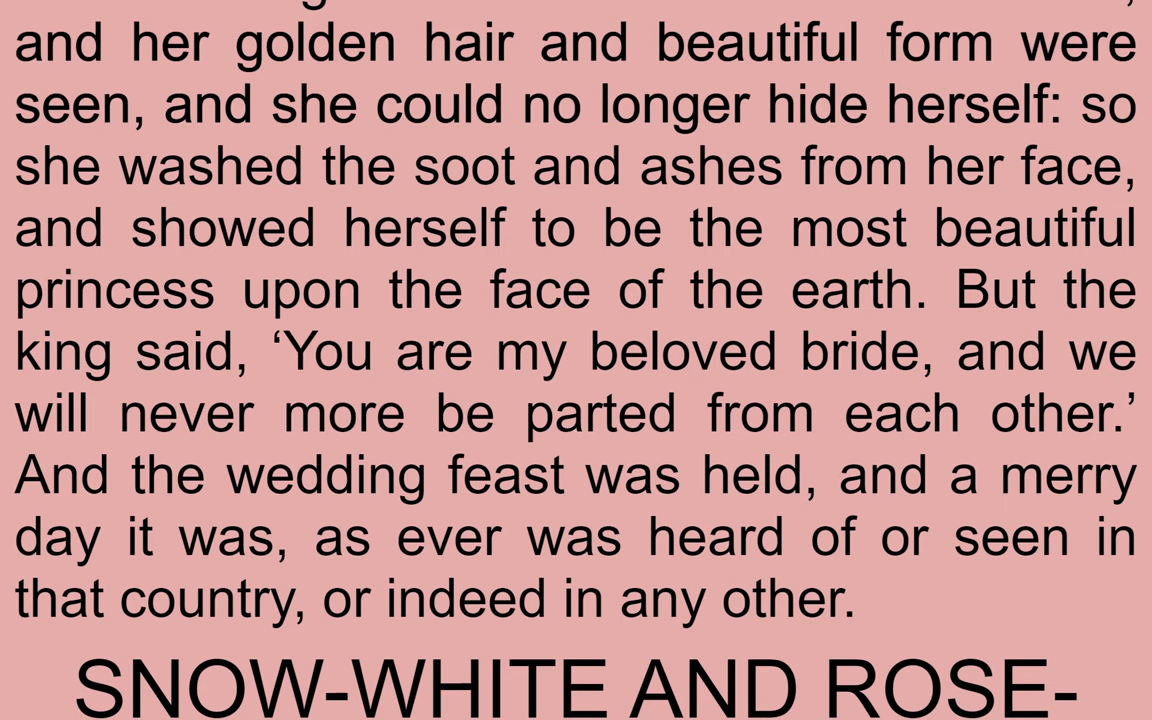 and her golden hair and beautiful form were
seen, and she could no longer hide herself: so
she washed the soot and ashes from her face,
and showed herself to be the most beautiful
princess upon the face of the earth. But the
king said, ‘You are my beloved bride, and we
will never more be parted from each other.’
And the wedding feast was held, and a merry
day it was, as ever was heard of or seen in
that country, or indeed in any other.
SNOW-WHITE AND ROSE-